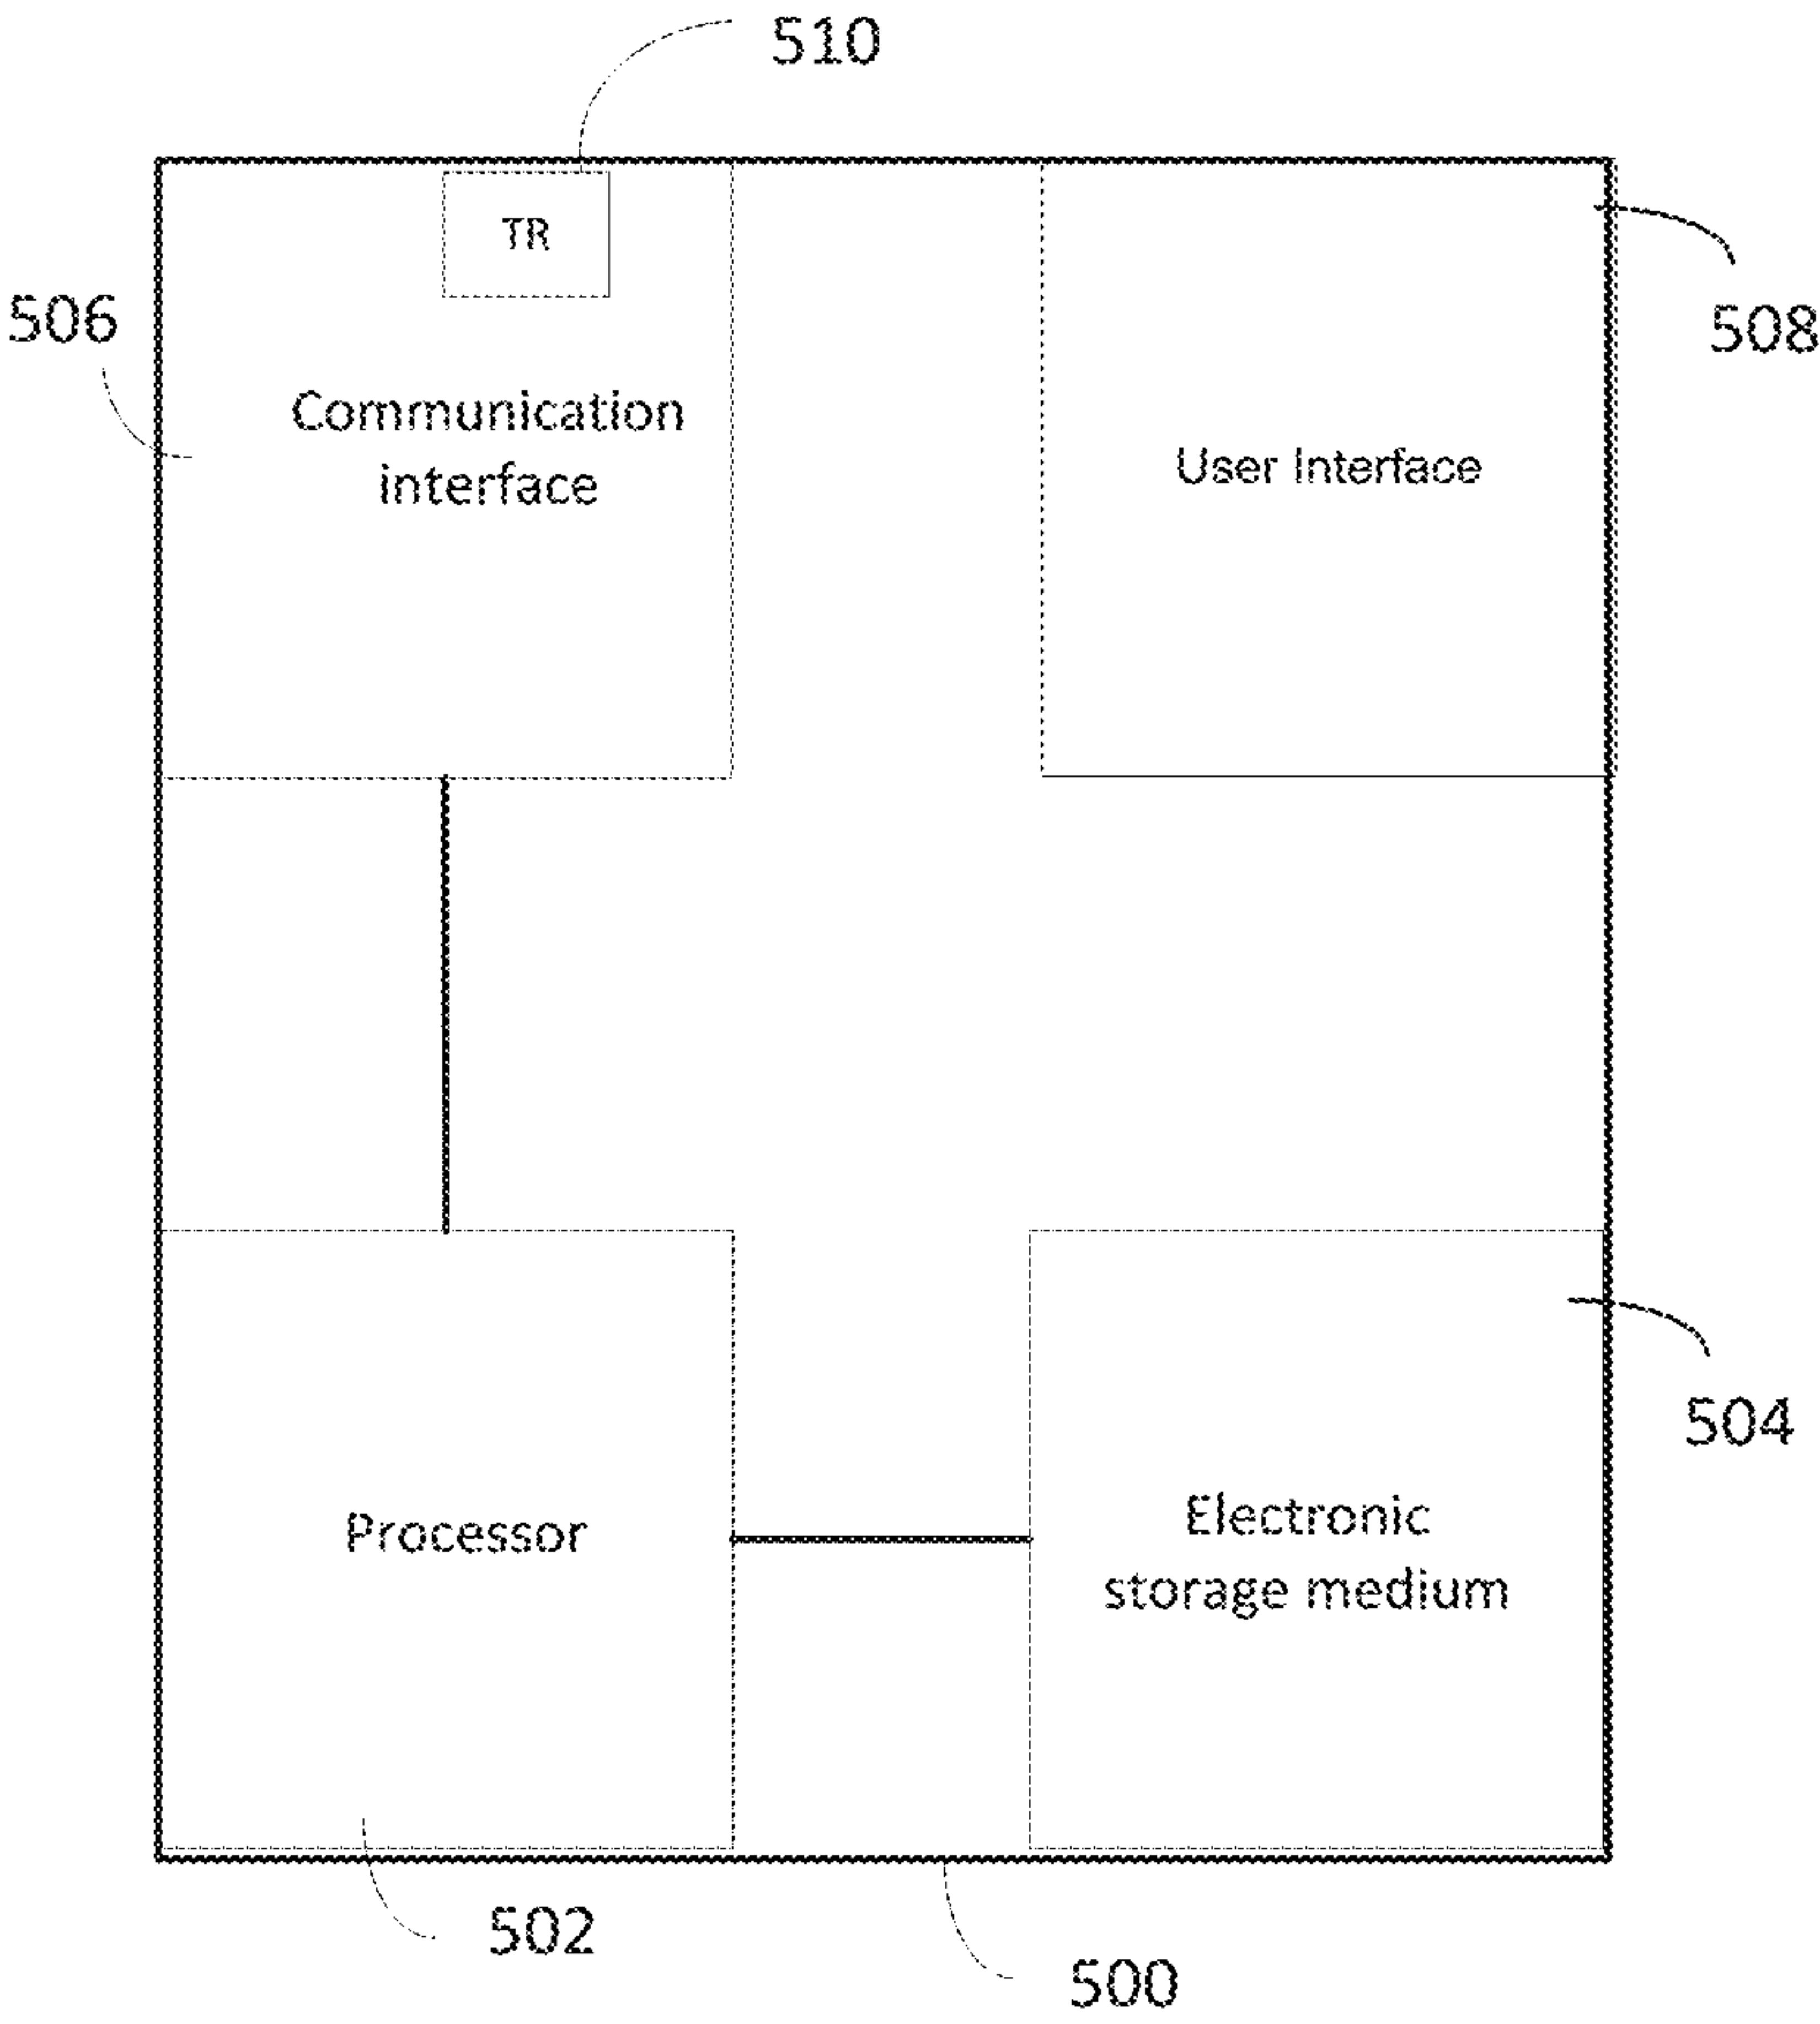 510
TR
506
508
Communication
interface
User Interface
504
Electronic
storage medium
Processor
502
500